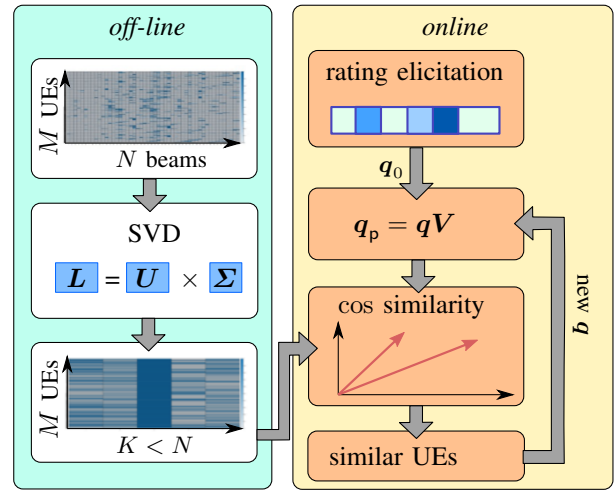 off-line
M UEs
N beams
SVD
L = U × Σ
M UEs
K < N
online
rating elicitation
q₀
qₚ = qV
cos similarity
similar UEs
new q